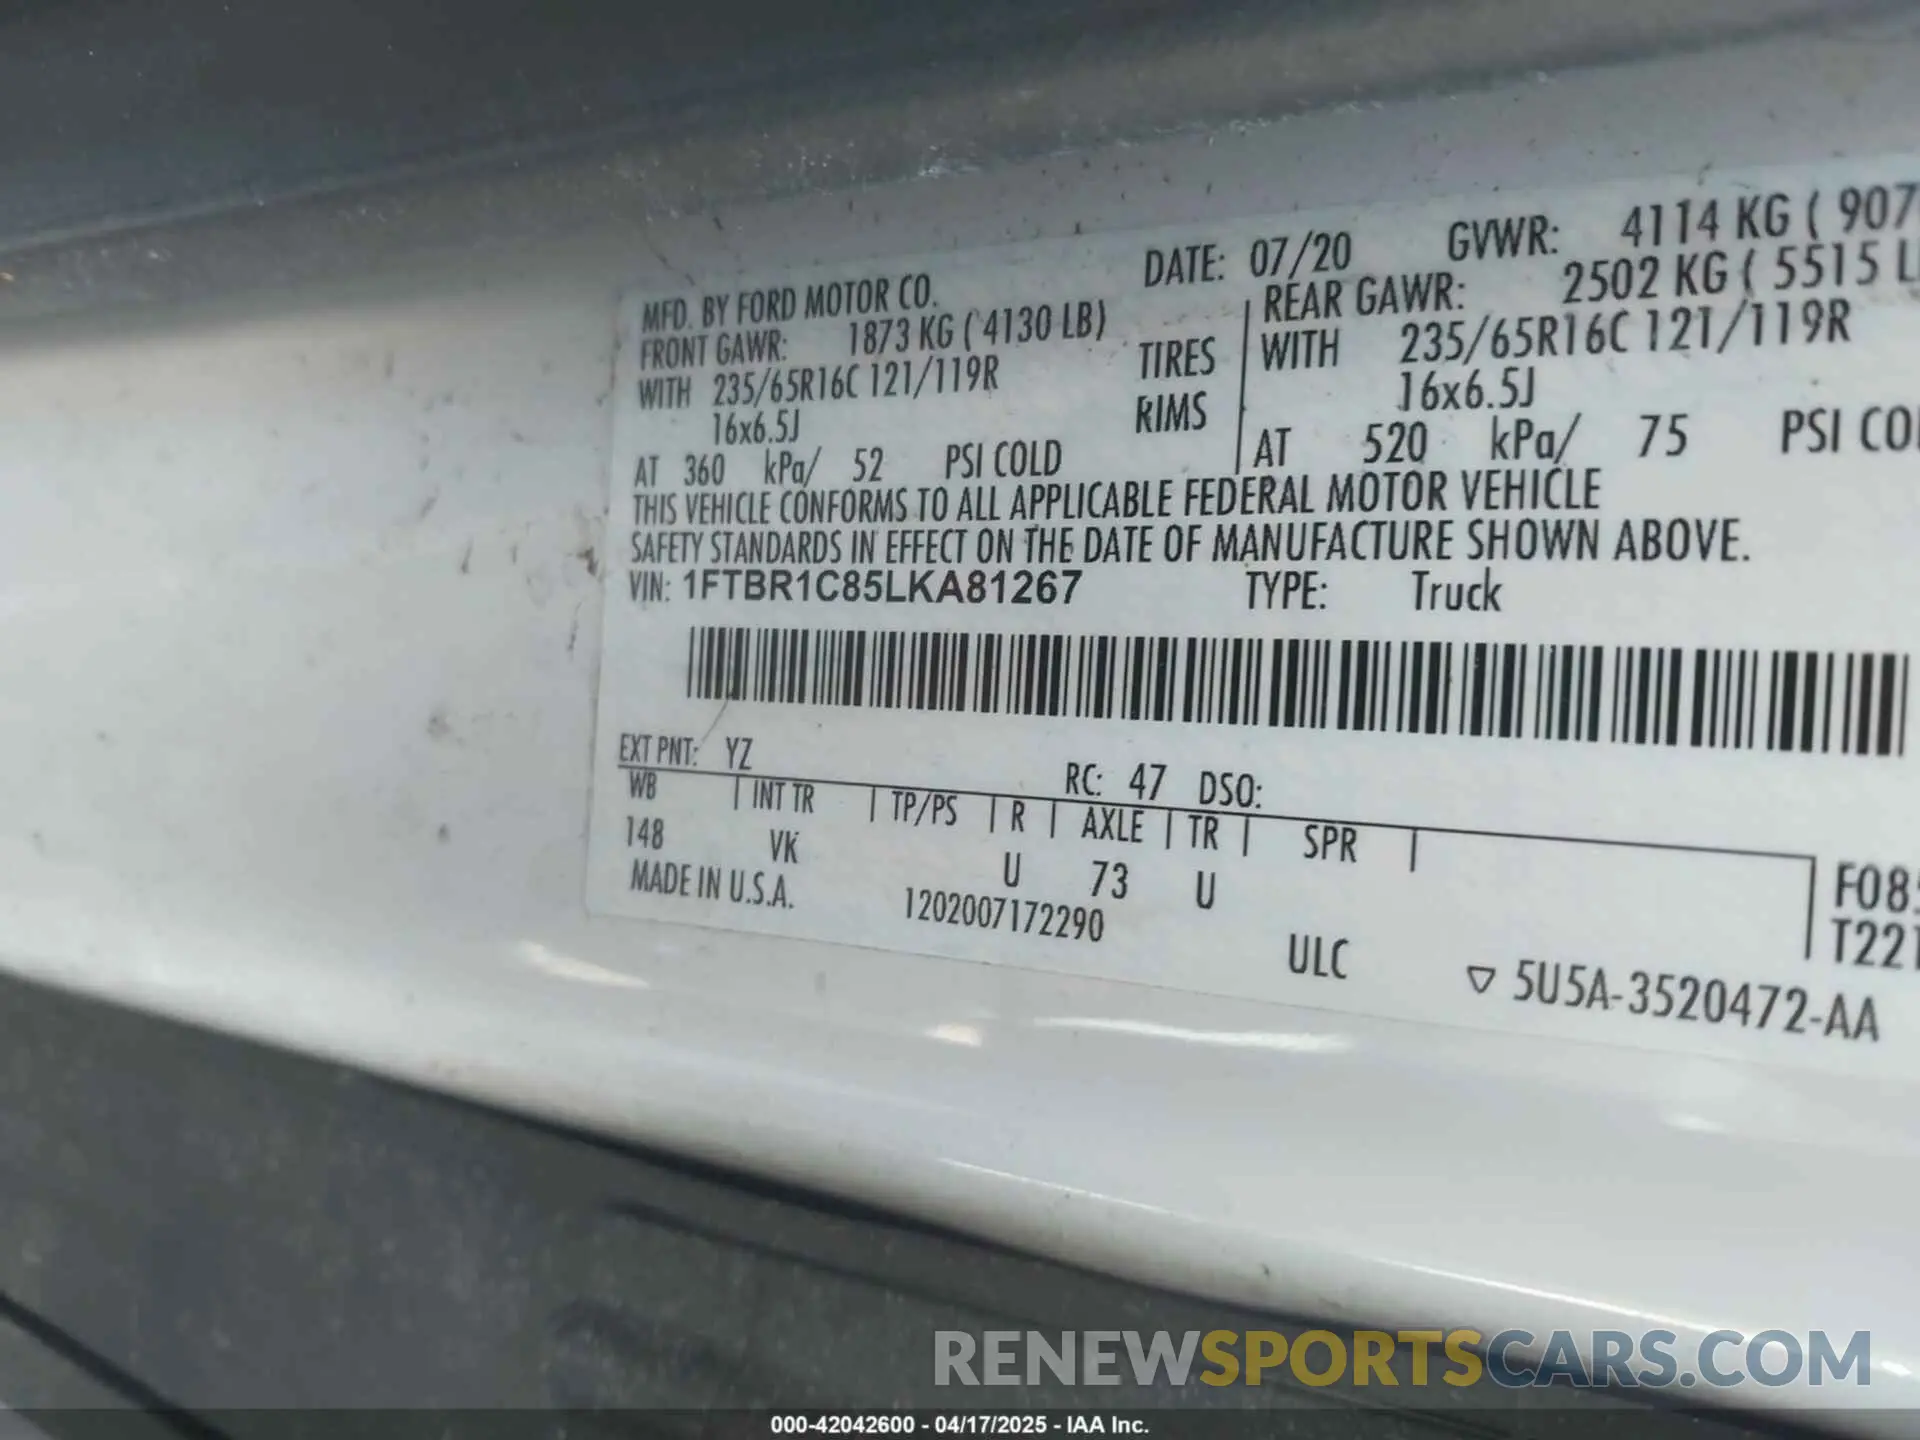 MFD. BY FORD MOTOR CO. DATE: 07/20 GVWR: 4114 KG ( 907
FRONT GAWR: 1873 KG ( 4130 LB) REAR GAWR: 2502 KG ( 5515 L
WITH 235/65R16C 121/119R TIRES WITH 235/65R16C 121/119R
16x6.5J RIMS 16x6.5J
AT 360 kPa/ 52 PSI COLD AT 520 kPa/ 75 PSI CO
THIS VEHICLE CONFORMS TO ALL APPLICABLE FEDERAL MOTOR VEHICLE
SAFETY STANDARDS IN EFFECT ON THE DATE OF MANUFACTURE SHOWN ABOVE.
VIN: 1FTBR1C85LKA81267 TYPE: Truck
EXT PNT: YZ RC: 47 DSO:
WB INT TR TP/PS R AXLE TR SPR
148 VK U 73 U F08
MADE IN U.S.A. 1202007172290 T221
ULC ▽ 5U5A-3520472-AA
RENEWSPORTSCARS.COM
000-42042600 - 04/17/2025 - IAA Inc.